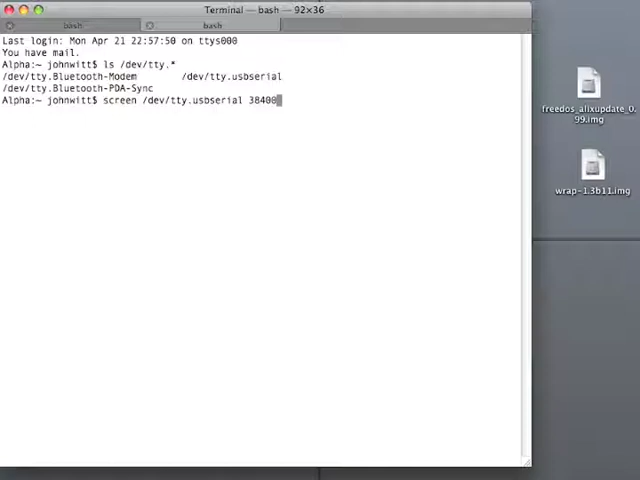 Terminal — bash — 92×36
bash
bash
Last login: Mon Apr 21 22:57:50 on ttys000
You have mail.
Alpha:~ johnwitt$ ls /dev/tty.*
/dev/tty.Bluetooth-Modem /dev/tty.usbserial
/dev/tty.Bluetooth-PDA-Sync
Alpha:~ johnwitt$ screen /dev/tty.usbserial 38400
freedos_alixupdate_0.
99.img
wrap-1.3b11.img